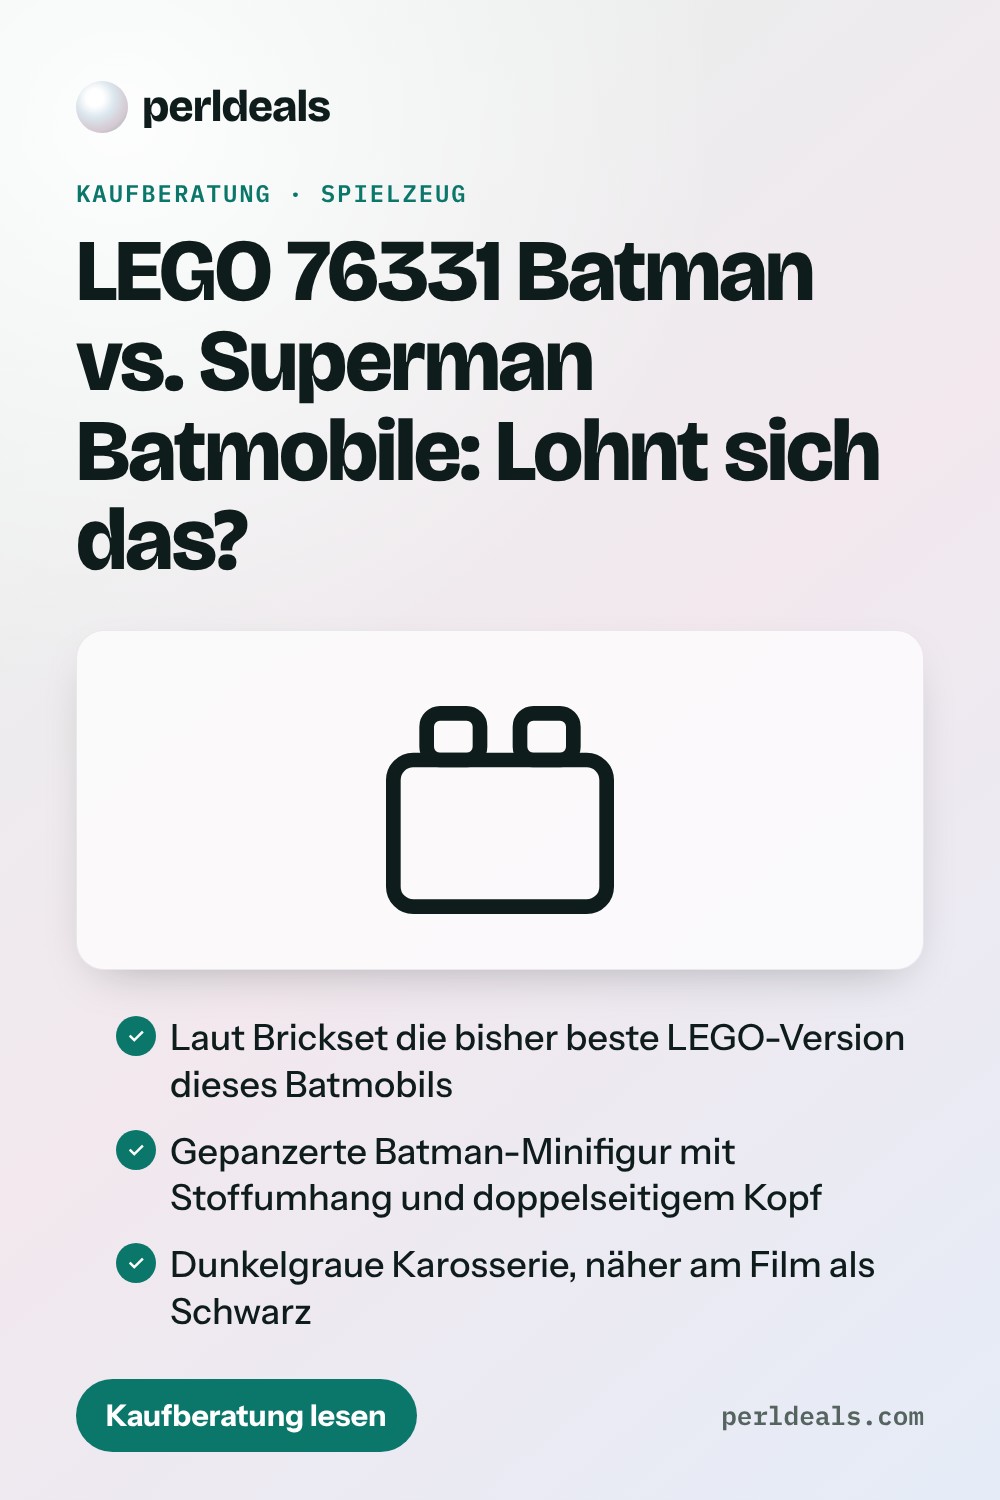 perldeals
KAUFBERATUNG · SPIELZEUG
LEGO 76331 Batman
vs. Superman
Batmobile: Lohnt sich
das?
Laut Brickset die bisher beste LEGO-Version
dieses Batmobils
Gepanzerte Batman-Minifigur mit
Stoffumhang und doppelseitigem Kopf
Dunkelgraue Karosserie, näher am Film als
Schwarz
Kaufberatung lesen
perldeals.com